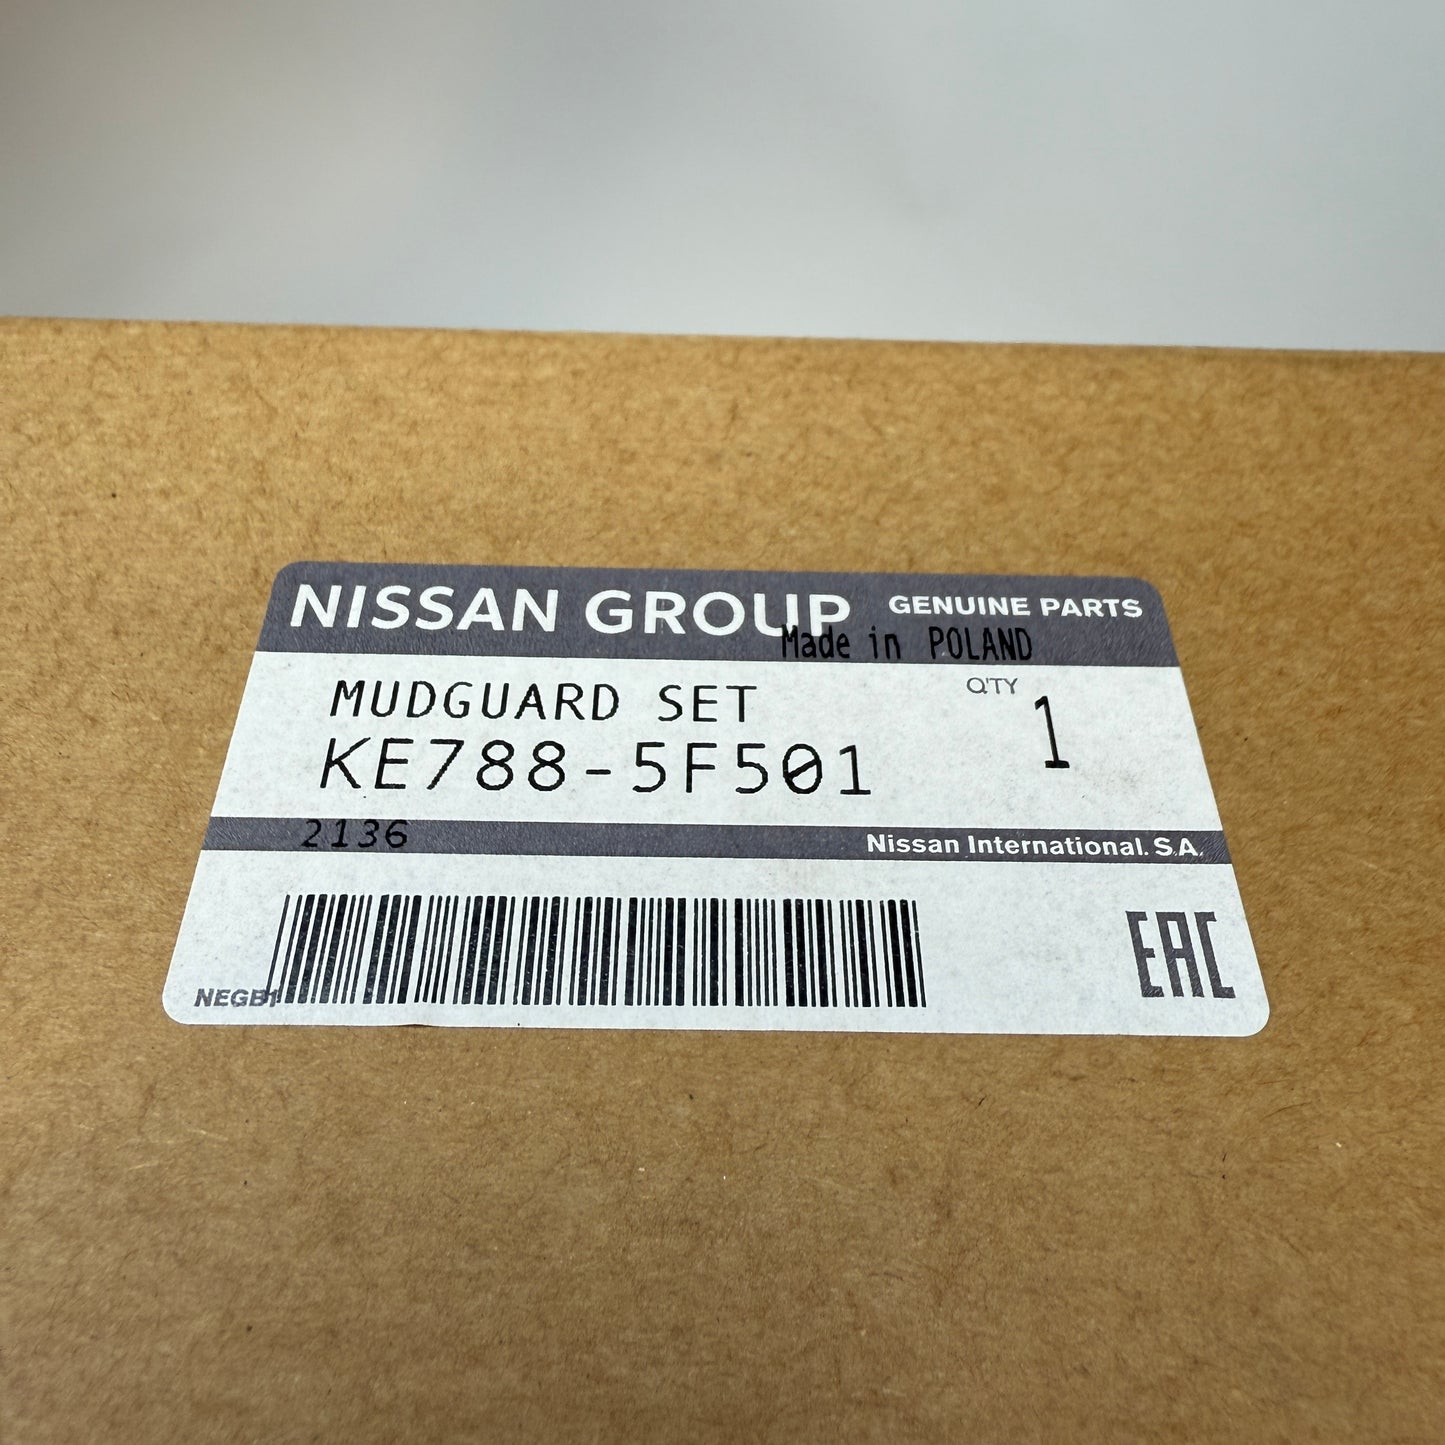 NISSAN GROUP GENUINE PARTS
Made in POLAND
MUDGUARD SET Q'TY 1
KE788-5F501
2136 Nissan International. S.A.
NEGB1 EAC